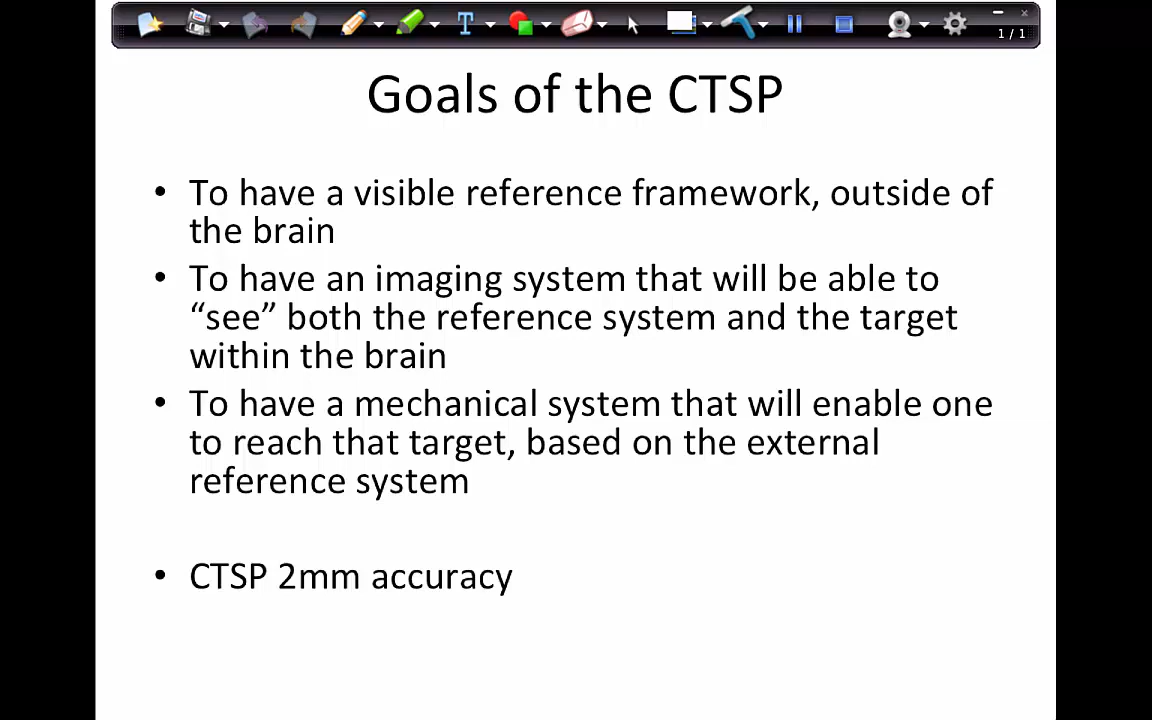 1 / 1
Goals of the CTSP
• To have a visible reference framework, outside of
the brain
• To have an imaging system that will be able to
“see” both the reference system and the target
within the brain
• To have a mechanical system that will enable one
to reach that target, based on the external
reference system
• CTSP 2mm accuracy